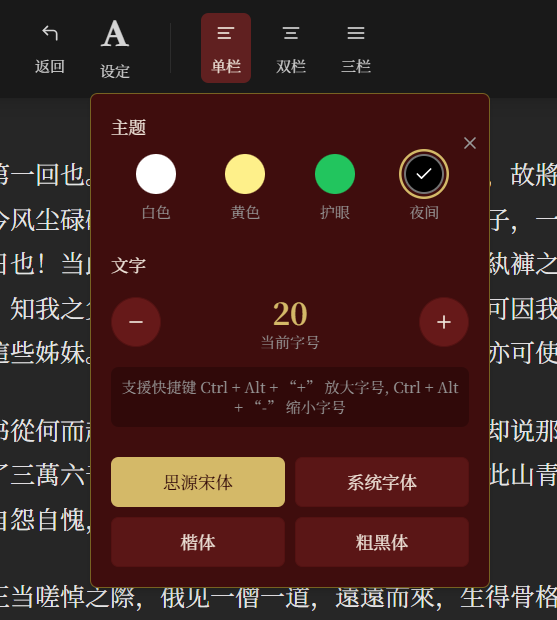 返回
A
设定
单栏
双栏
三栏
主题
白色
黄色
护眼
夜间
文字
20
当前字号
支援快捷键 Ctrl + Alt + “+” 放大字号, Ctrl + Alt
+ “-” 缩小字号
思源宋体
系统字体
楷体
粗黑体
第一回也。
，故將
今风尘碌
子，一
日也！当
紈褲之
知我之
可因我
這些姊妹。
亦可使
书從何而
却说那
了三萬六
此山青
自怨自愧，
正当嗟悼之際，俄见一僧一道，遠遠而來，生得骨格